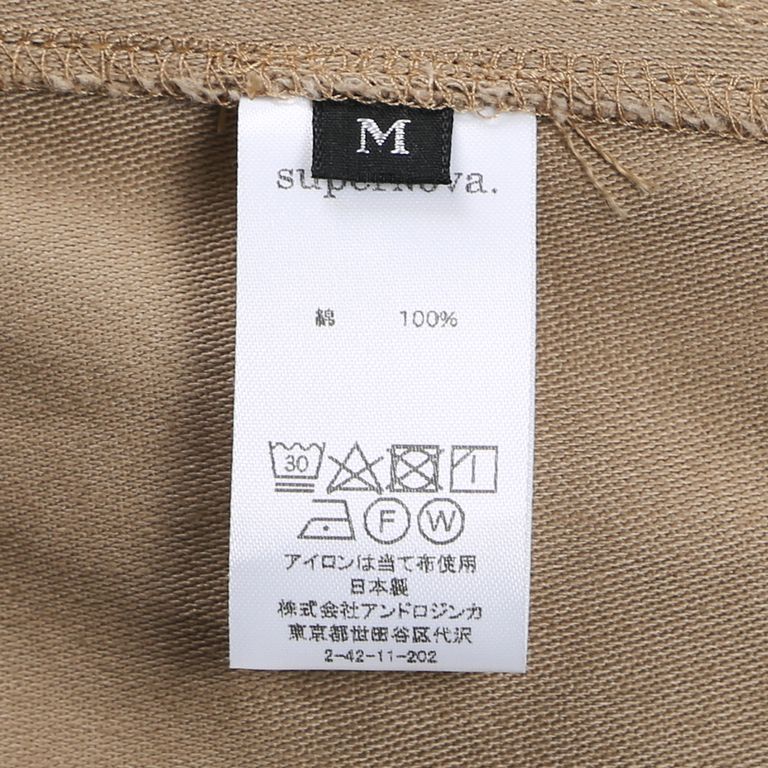 M
supernova.
綿 100%
30
F W
アイロンは当て布使用
日本製
株式会社アンドロジンカ
東京都世田谷区代沢
2-42-11-202